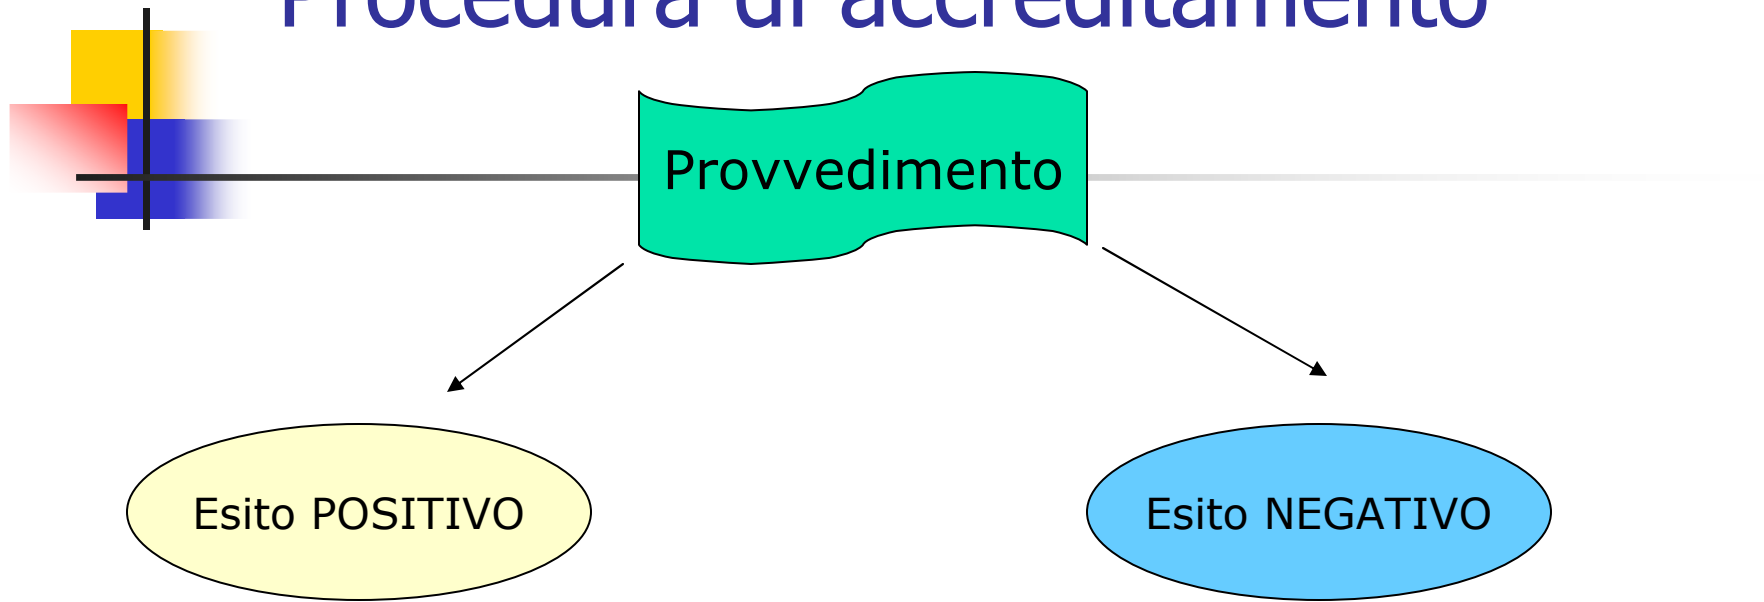 Procedura di accreditamento
Provvedimento
Esito POSITIVO
Esito NEGATIVO